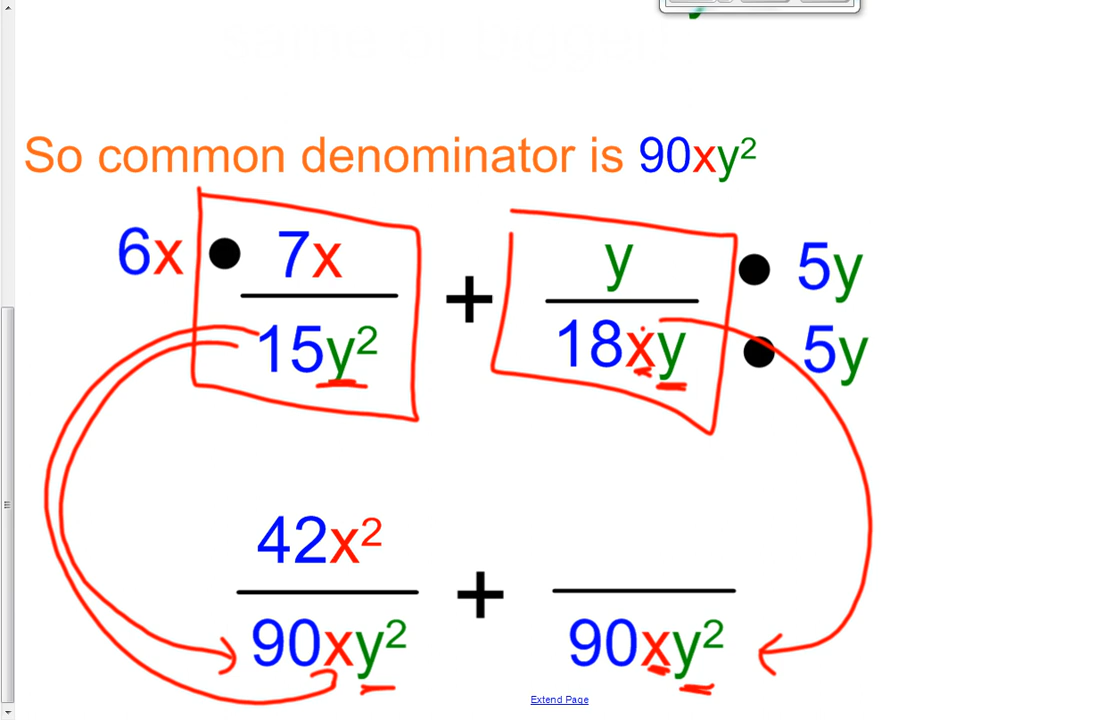 So common denominator is 90xy²
6x • 7x + y • 5y
15y² 18xy • 5y
42x² +
90xy² 90xy²
Extend Page